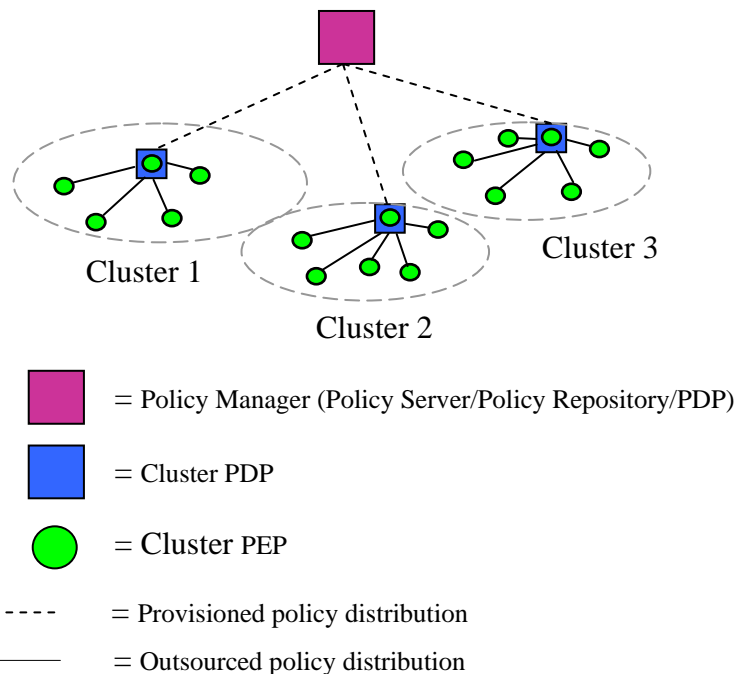 Cluster 1
Cluster 3
Cluster 2
= Policy Manager (Policy Server/Policy Repository/PDP)
= Cluster PDP
= Cluster PEP
= Provisioned policy distribution
= Outsourced policy distribution